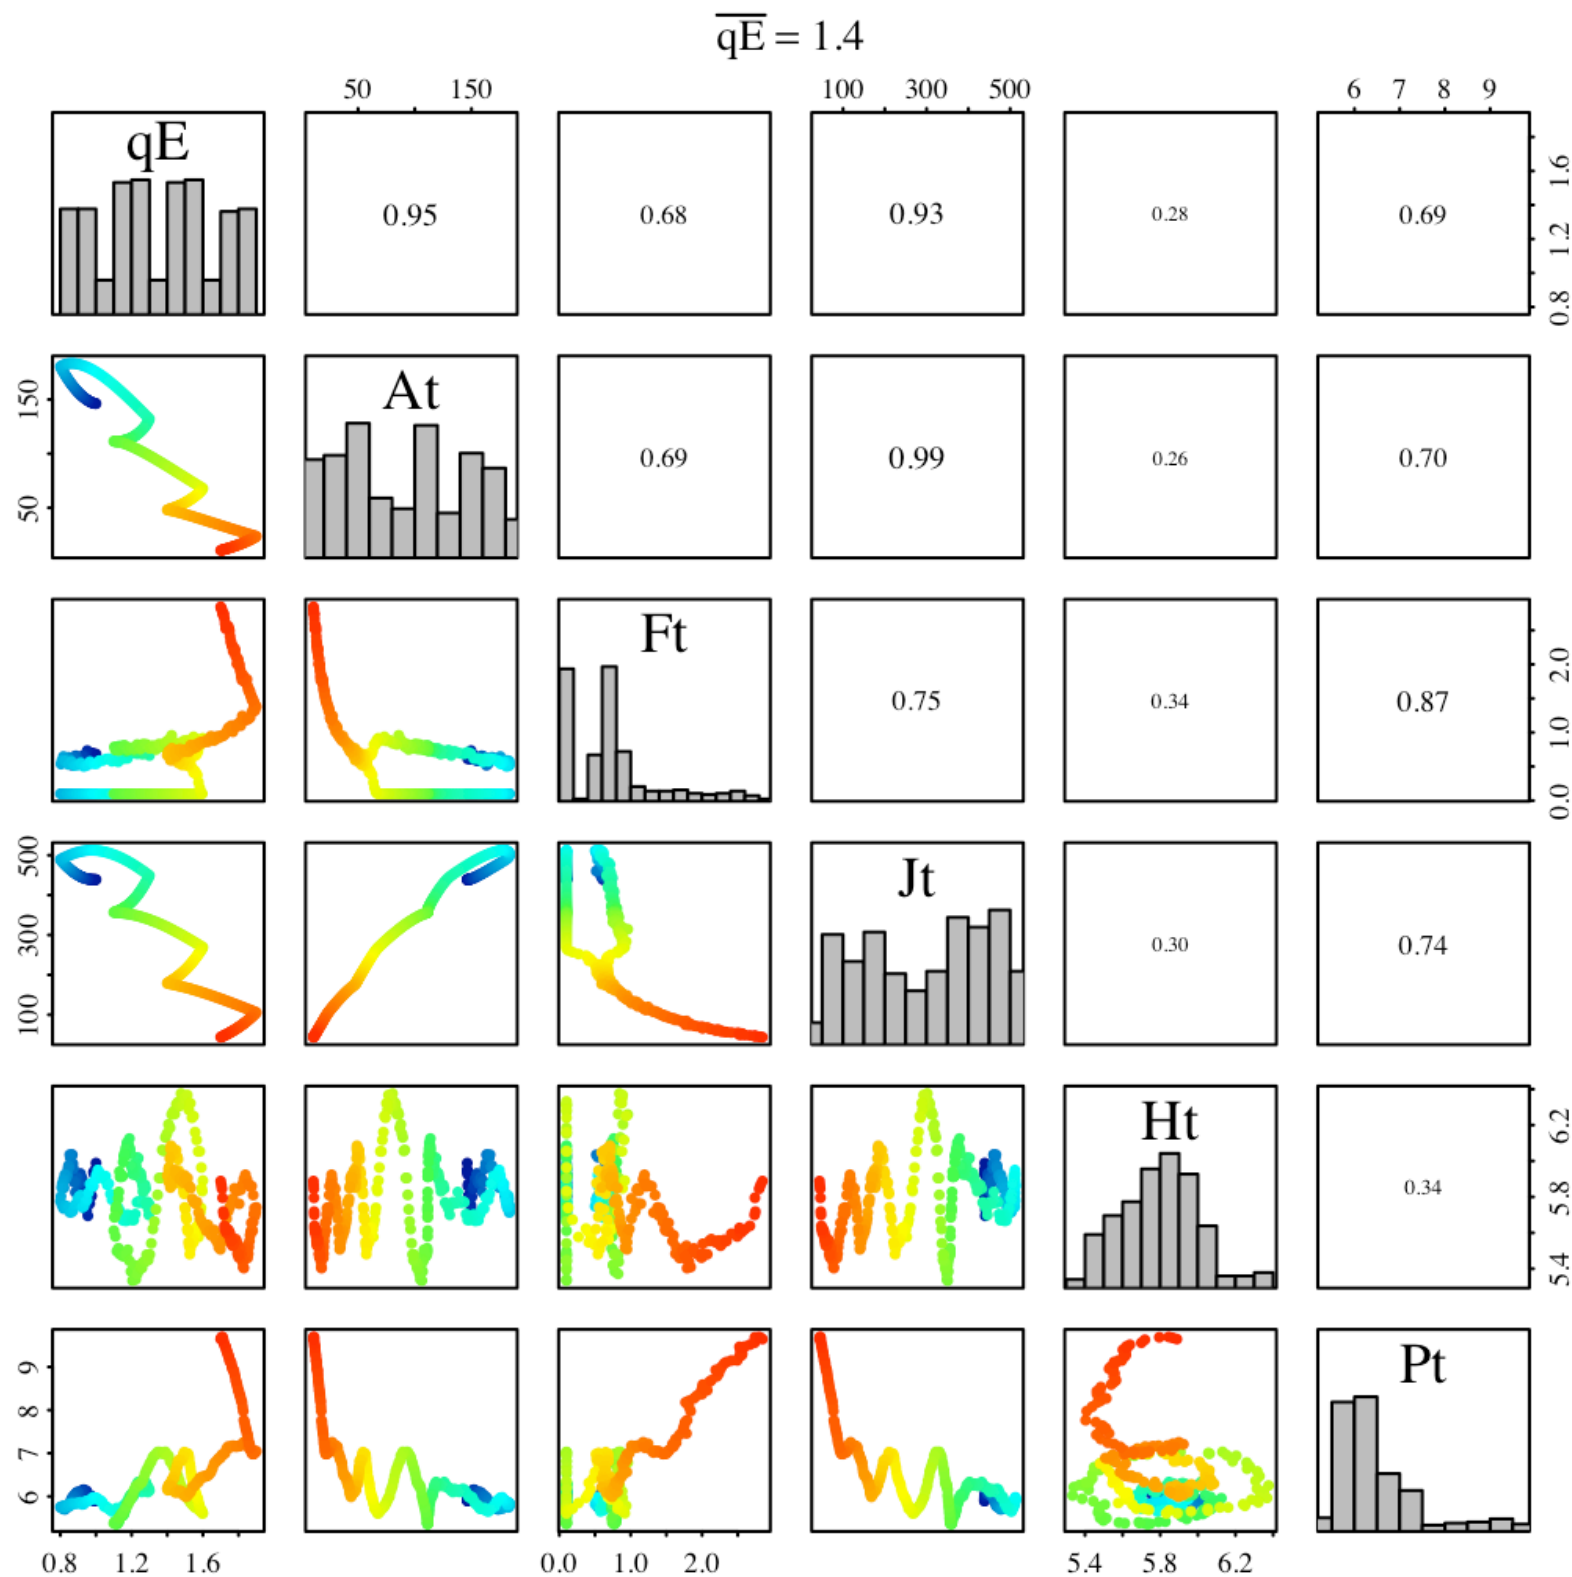 qE = 1.4
50 150 100 300 500 6 7 8 9
qE 0.95 0.68 0.93 0.28 0.69 0.8 1.2 1.6
50 150 At 0.69 0.99 0.26 0.70
Ft 0.75 0.34 0.87 0.0 1.0 2.0
100 300 500 Jt 0.30 0.74
Ht 0.34 5.4 5.8 6.2
6 7 8 9 Pt
0.8 1.2 1.6 0.0 1.0 2.0 5.4 5.8 6.2